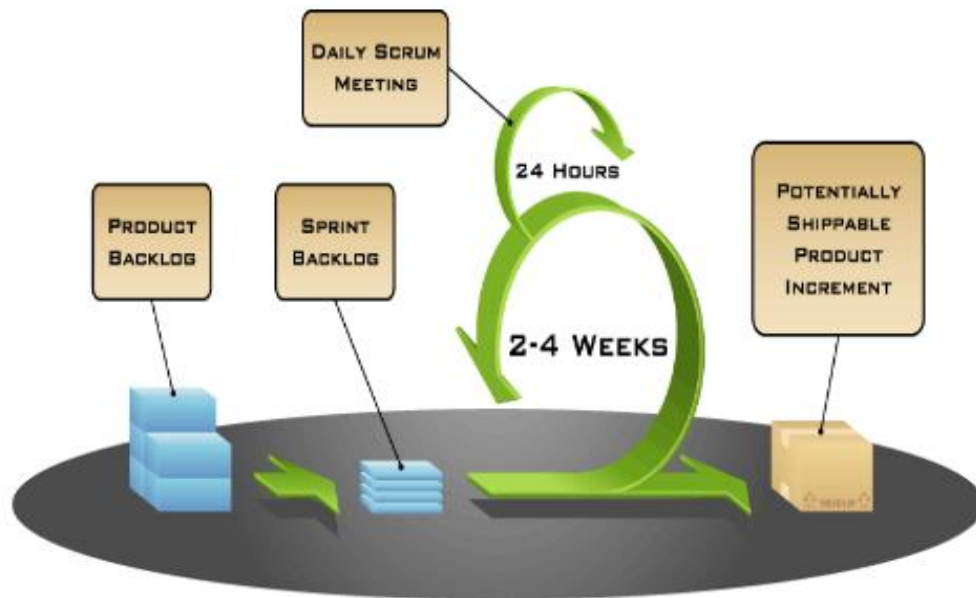 DAILY SCRUM
MEETING
24 HOURS
PRODUCT
BACKLOG
SPRINT
BACKLOG
POTENTIALLY
SHIPPABLE
PRODUCT
INCREMENT
2-4 WEEKS